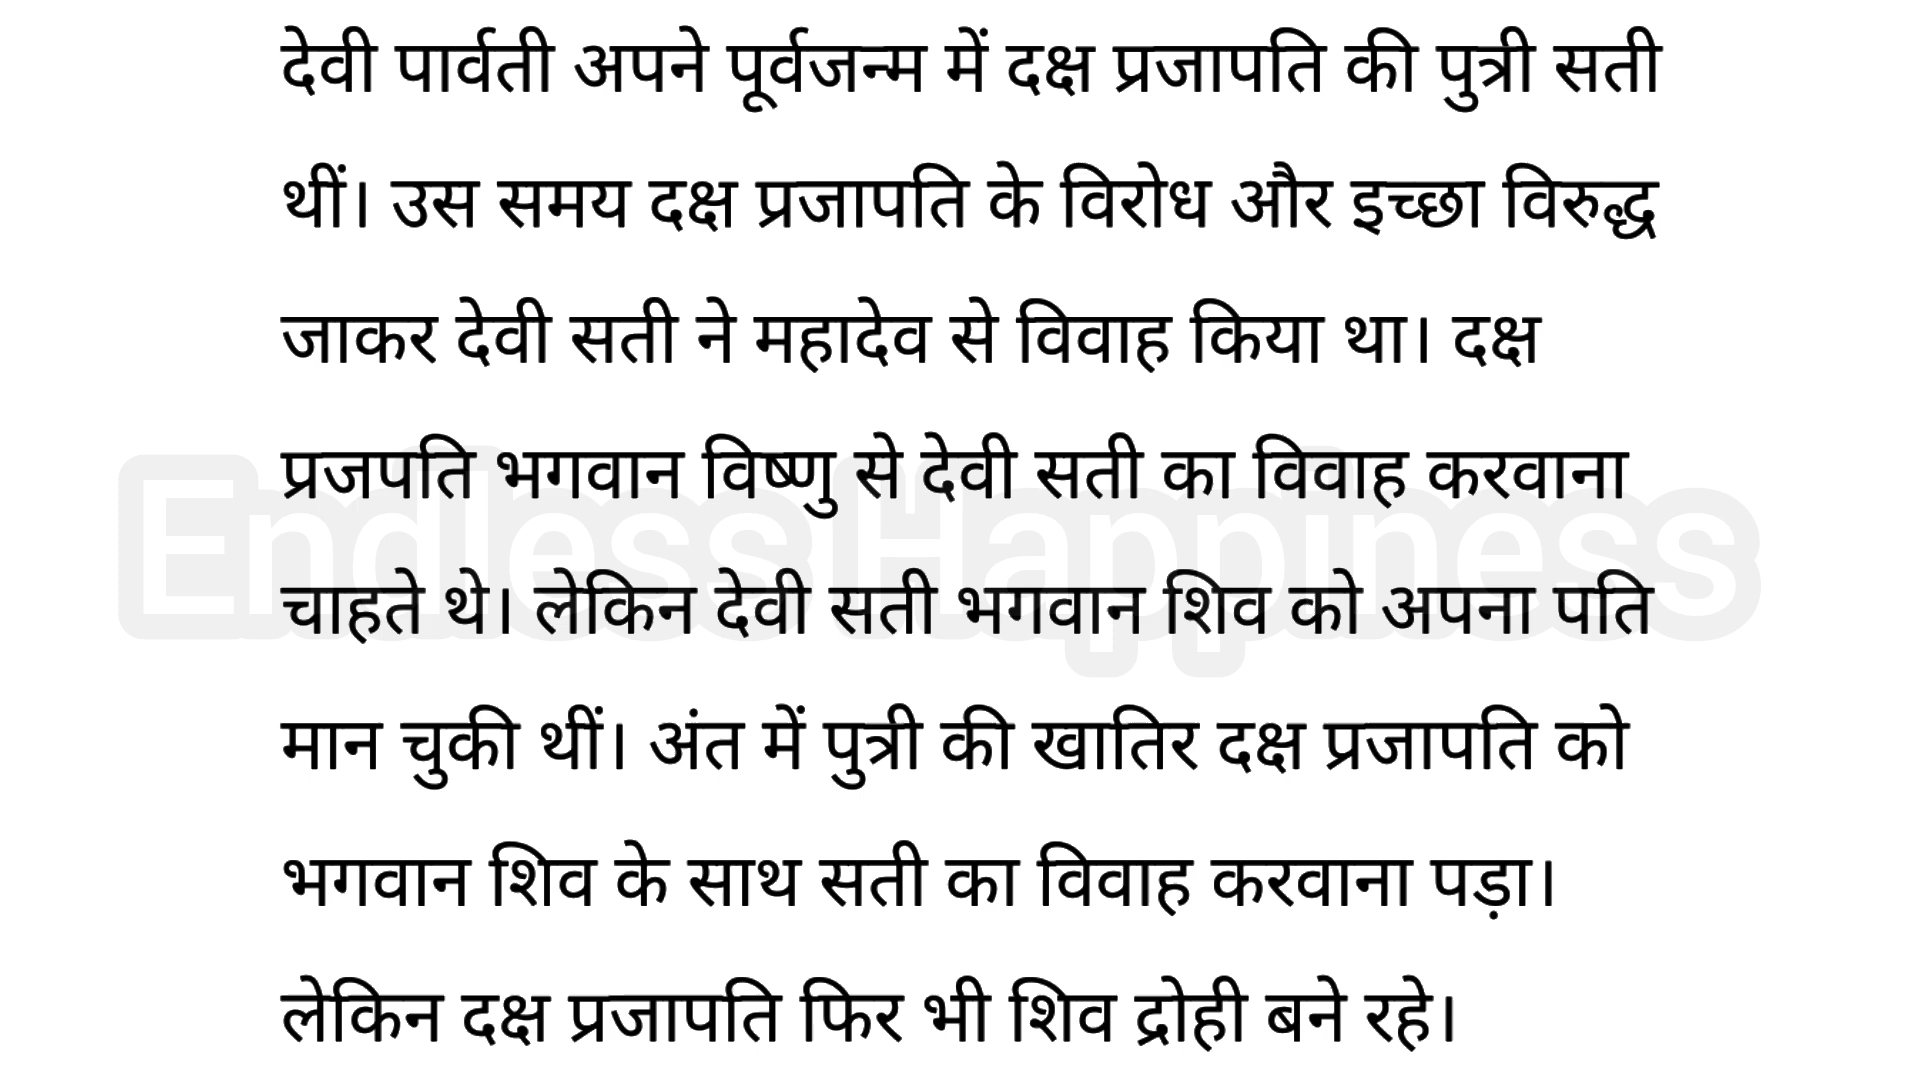 देवी पार्वती अपने पूर्वजन्म में दक्ष प्रजापति की पुत्री सती
थीं। उस समय दक्ष प्रजापति के विरोध और इच्छा विरुद्ध
जाकर देवी सती ने महादेव से विवाह किया था। दक्ष
प्रजपति भगवान विष्णु से देवी सती का विवाह करवाना
Endless Happiness
चाहते थे। लेकिन देवी सती भगवान शिव को अपना पति
मान चुकी थीं। अंत में पुत्री की खातिर दक्ष प्रजापति को
भगवान शिव के साथ सती का विवाह करवाना पड़ा।
लेकिन दक्ष प्रजापति फिर भी शिव द्रोही बने रहे।